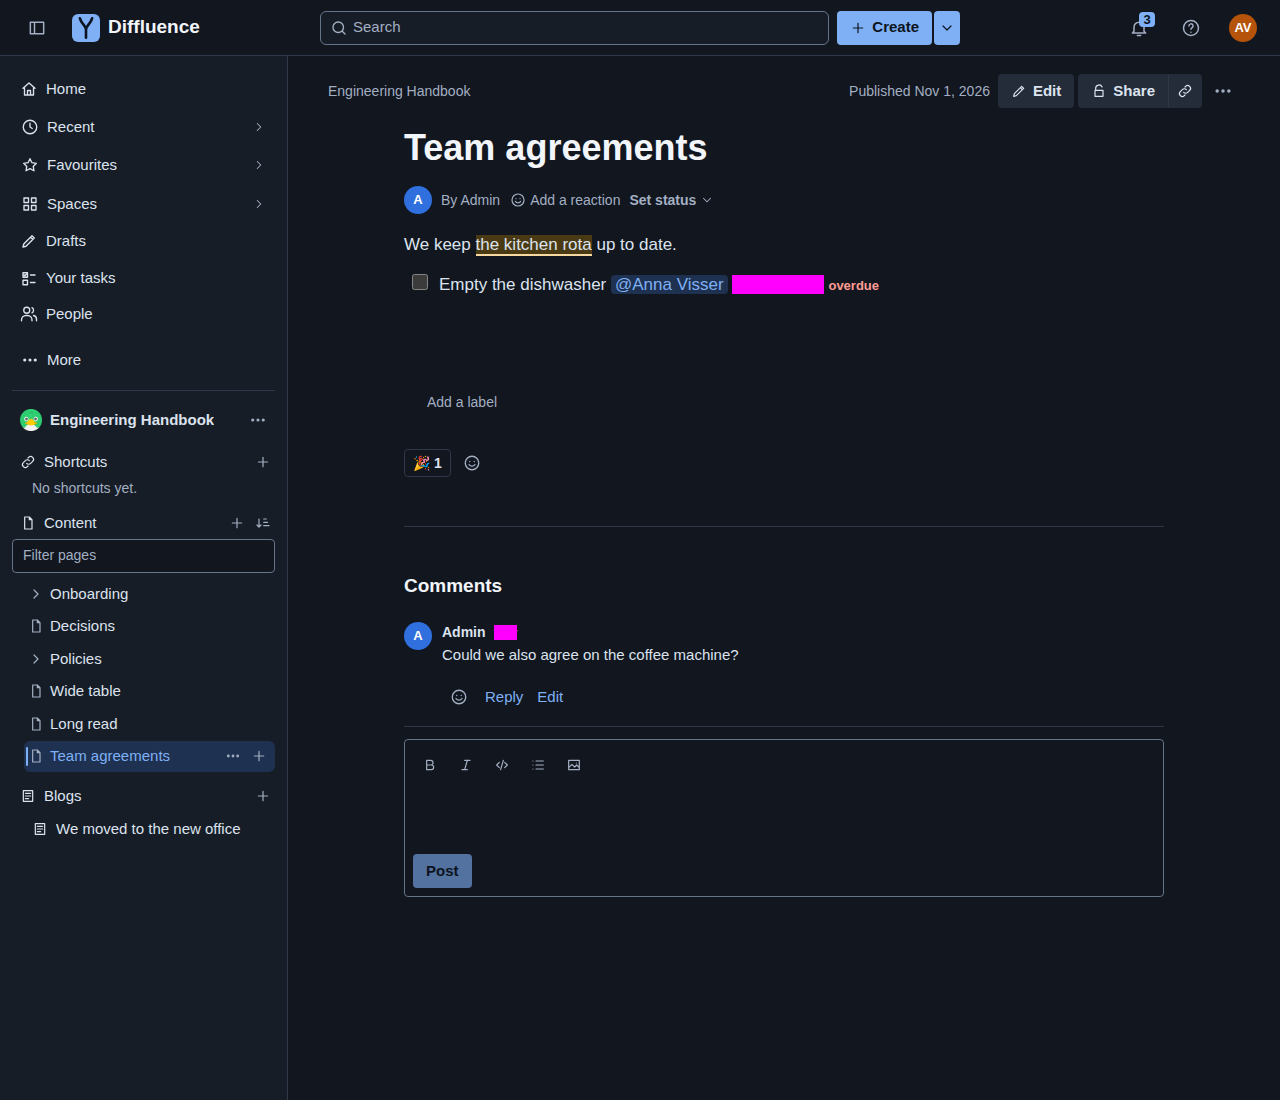 Diffluence
Search
Create
3
AV
Home
Recent
Favourites
Spaces
Drafts
Your tasks
People
More
Engineering Handbook
Shortcuts
No shortcuts yet.
Content
Filter pages
Onboarding
Decisions
Policies
Wide table
Long read
Team agreements
Blogs
We moved to the new office
Engineering Handbook
Published Nov 1, 2026
Edit
Share
Team agreements
A By Admin Add a reaction Set status
We keep the kitchen rota up to date.
Empty the dishwasher @Anna Visser overdue
Add a label
🎉 1
Comments
A Admin
Could we also agree on the coffee machine?
Reply Edit
Post